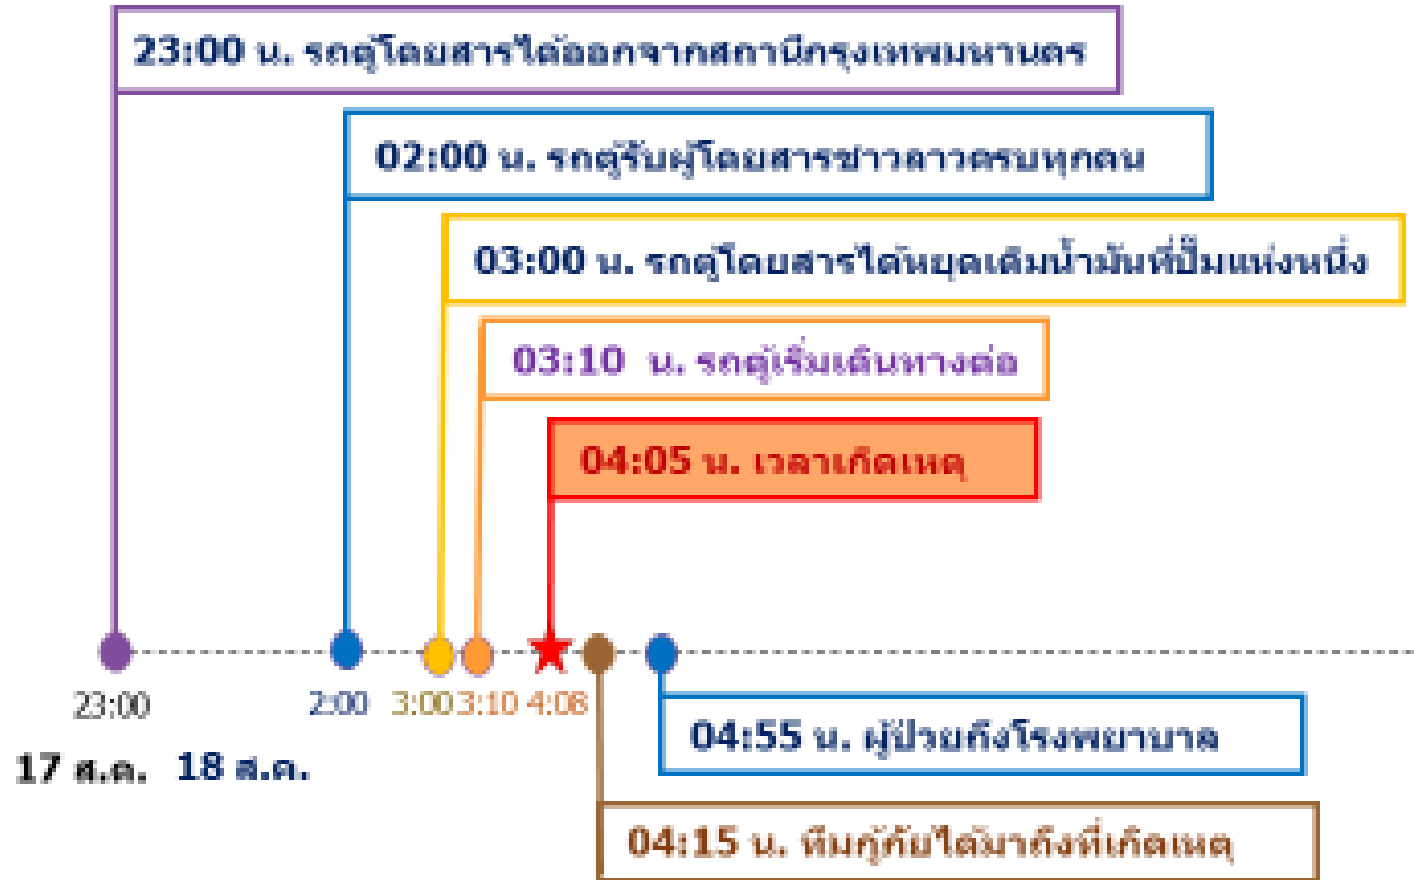 23:00 น. รถตู้โดยสารได้ออกจากสถานีกรุงเทพมหานคร
02:00 น. รถตู้รับผู้โดยสารชาวลาวครบทุกคน
03:00 น. รถตู้โดยสารได้หยุดเติมน้ำมันที่ปั๊มแห่งหนึ่ง
03:10 น. รถตู้เริ่มเดินทางต่อ
04:05 น. เวลาเกิดเหตุ
23:00 2:00 3:00 3:10 4:08
17 ส.ค. 18 ส.ค.
04:55 น. ผู้ป่วยถึงโรงพยาบาล
04:15 น. ทีมกู้ภัยได้มาถึงที่เกิดเหตุ